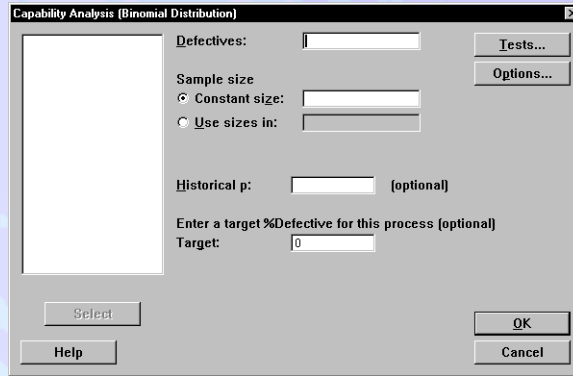 Capability Analysis (Binomial Distribution)
Defectives:
Tests...
Sample size
Options...
Constant size:
Use sizes in:
Historical p: (optional)
Enter a target %Defective for this process (optional)
Target: 0
Select
OK
Help
Cancel